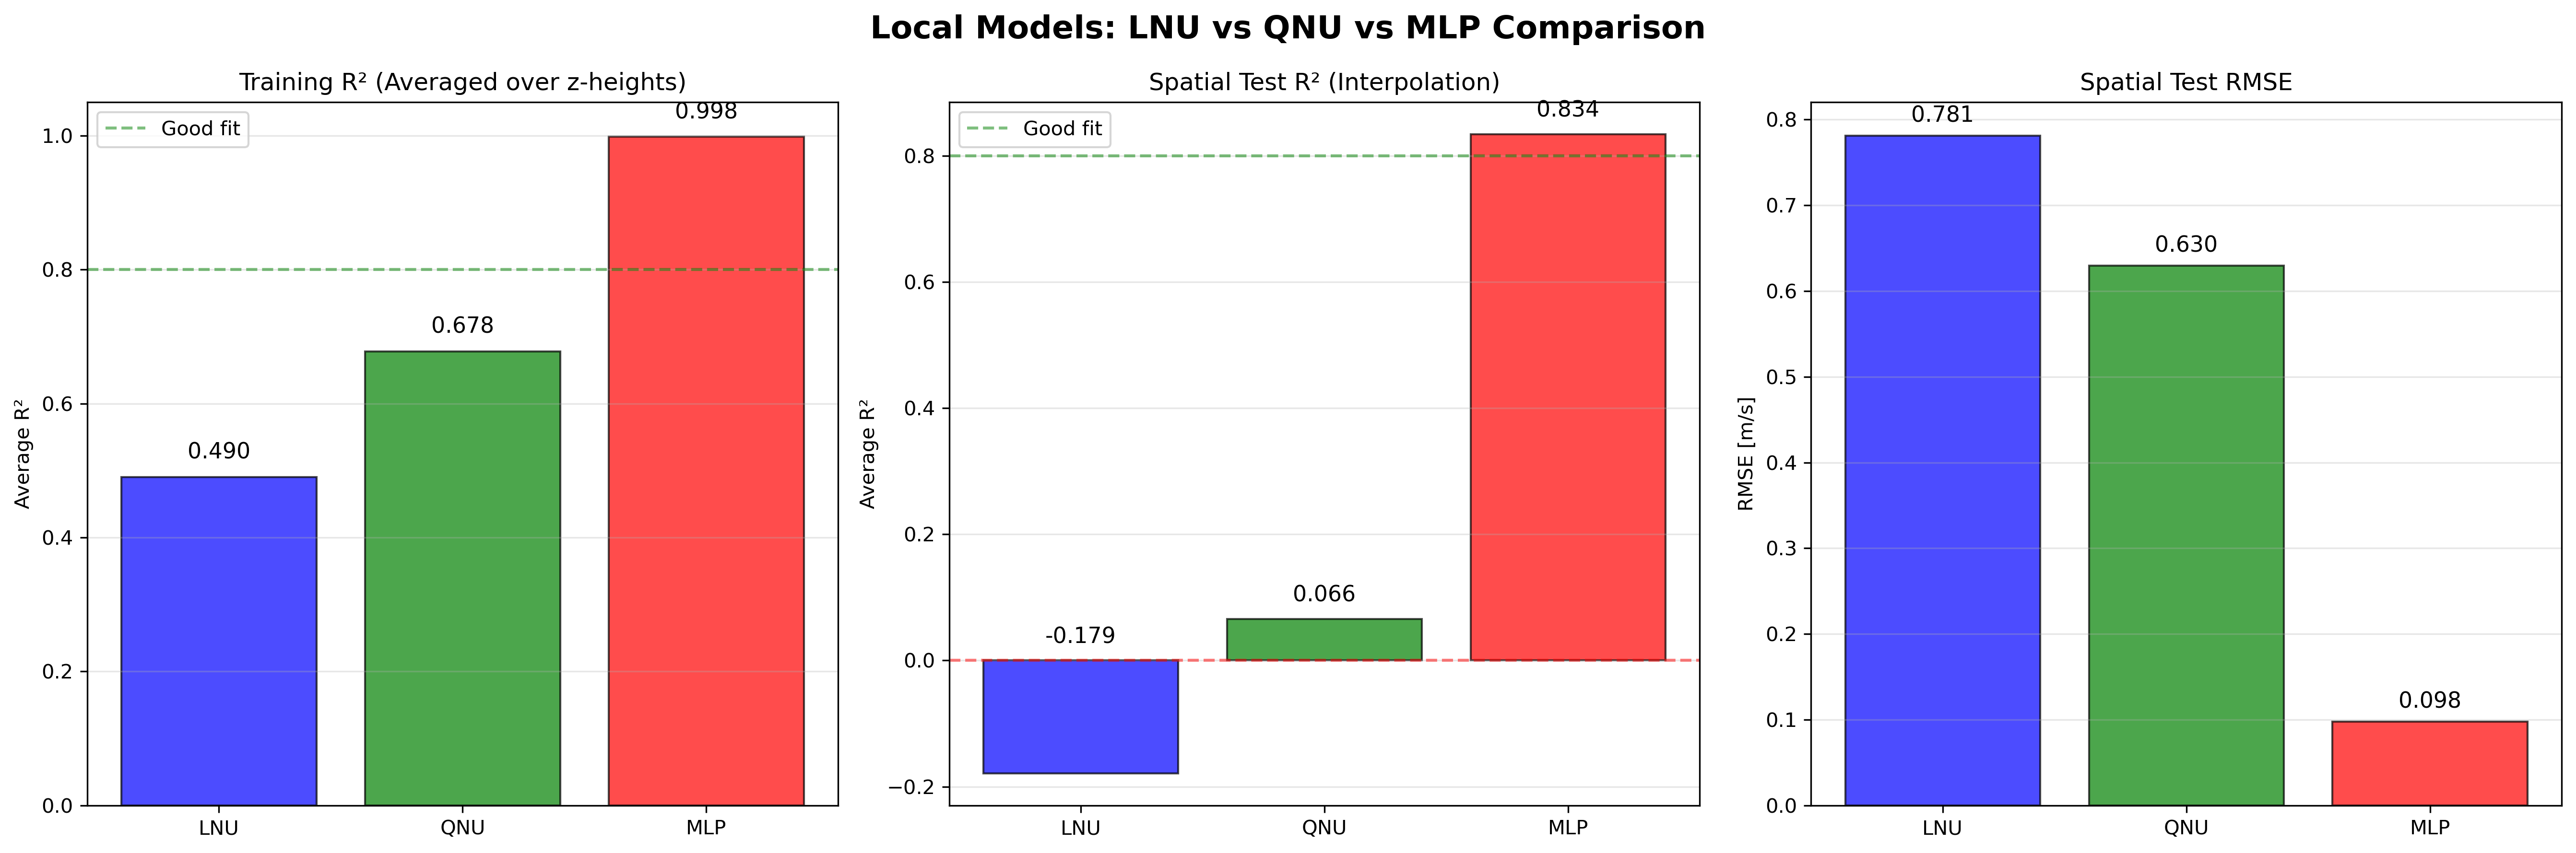 Local Models: LNU vs QNU vs MLP Comparison
Training R² (Averaged over z-heights)
Good fit
0.998
0.678
0.490
Average R²
1.0
0.8
0.6
0.4
0.2
0.0
LNU
QNU
MLP
Spatial Test R² (Interpolation)
Good fit
0.834
0.066
-0.179
Average R²
0.8
0.6
0.4
0.2
0.0
−0.2
LNU
QNU
MLP
Spatial Test RMSE
0.781
0.630
0.098
RMSE [m/s]
0.8
0.7
0.6
0.5
0.4
0.3
0.2
0.1
0.0
LNU
QNU
MLP